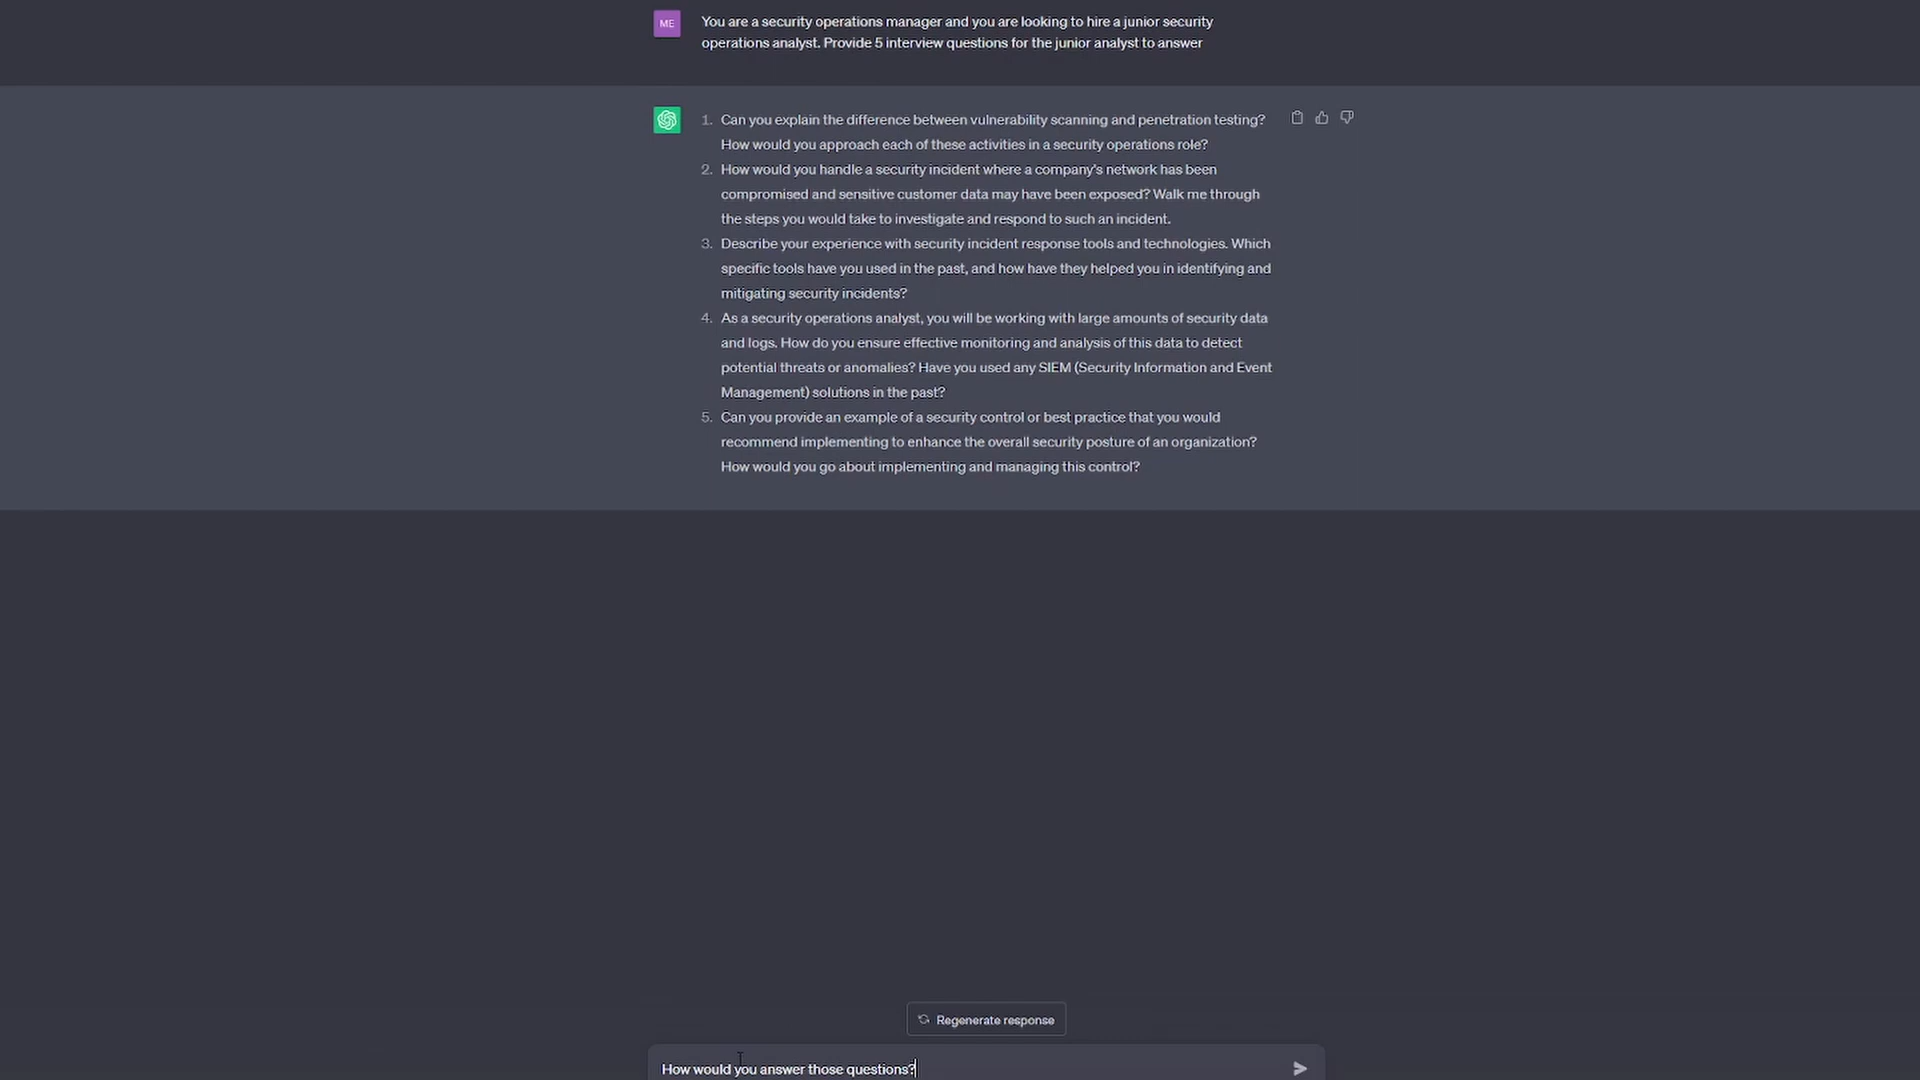 ME
You are a security operations manager and you are looking to hire a junior security
operations analyst. Provide 5 interview questions for the junior analyst to answer
1. Can you explain the difference between vulnerability scanning and penetration testing?
How would you approach each of these activities in a security operations role?
2. How would you handle a security incident where a company's network has been
compromised and sensitive customer data may have been exposed? Walk me through
the steps you would take to investigate and respond to such an incident.
3. Describe your experience with security incident response tools and technologies. Which
specific tools have you used in the past, and how have they helped you in identifying and
mitigating security incidents?
4. As a security operations analyst, you will be working with large amounts of security data
and logs. How do you ensure effective monitoring and analysis of this data to detect
potential threats or anomalies? Have you used any SIEM (Security Information and Event
Management) solutions in the past?
5. Can you provide an example of a security control or best practice that you would
recommend implementing to enhance the overall security posture of an organization?
How would you go about implementing and managing this control?
Regenerate response
How would you answer those questions?